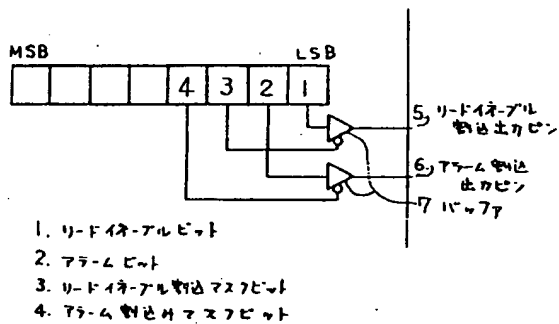 MSB LSB
4 3 2 1
5, リードイネーブル
割込出力ピン
6, アラーム割込
出力ピン
7 バッファ
1. リードイネーブルビット
2. アラームビット
3. リードイネーブル割込マスクビット
4. アラーム割込みマスクビット